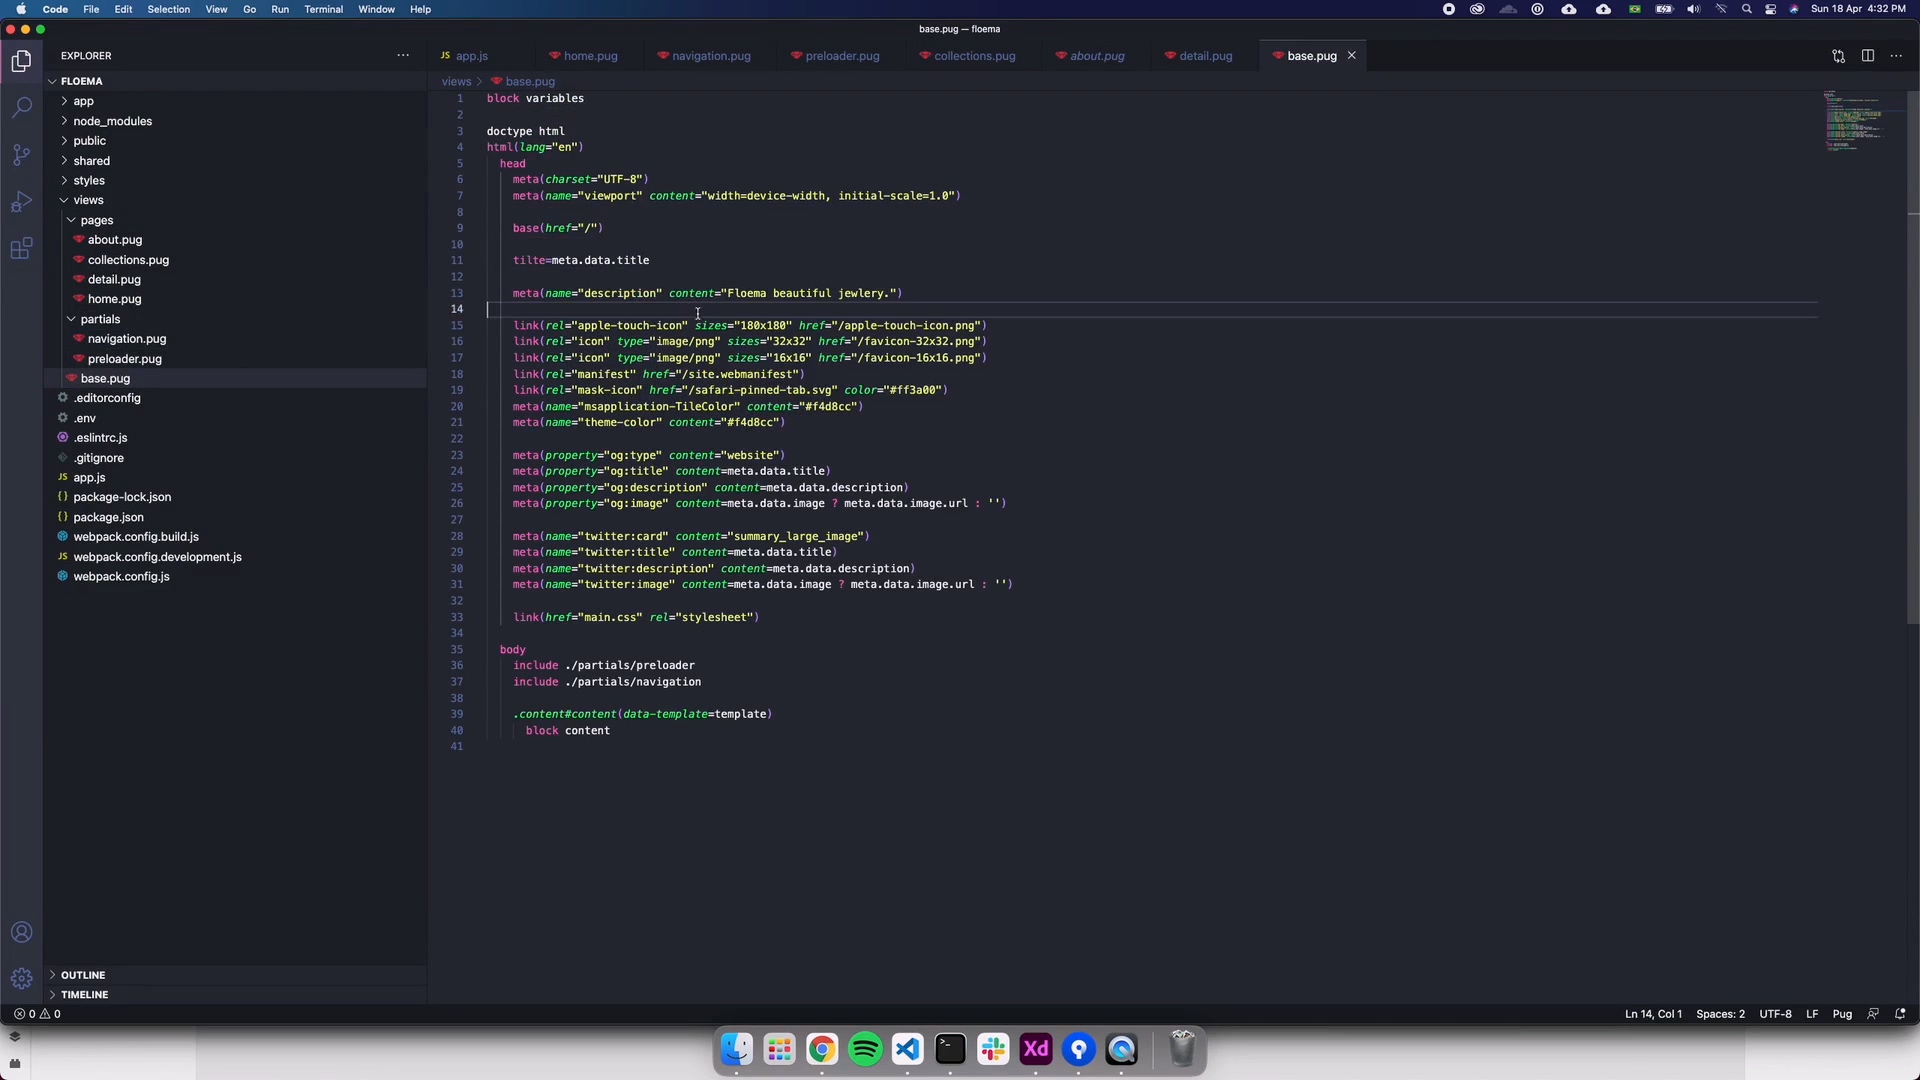 Code File Edit Selection View Go Run Terminal Window Help Sun 18 Apr 4:32 PM
base.pug — floema
EXPLORER
FLOEMA
app
node_modules
public
shared
styles
views
pages
about.pug
collections.pug
detail.pug
home.pug
partials
navigation.pug
preloader.pug
base.pug
.editorconfig
.env
.eslintrc.js
.gitignore
JS app.js
{} package-lock.json
{} package.json
webpack.config.build.js
JS webpack.config.development.js
webpack.config.js
OUTLINE
TIMELINE
JS app.js home.pug navigation.pug preloader.pug collections.pug about.pug detail.pug base.pug
views > base.pug
1 block variables
2
3 doctype html
4 html(lang="en")
5 head
6 meta(charset="UTF-8")
7 meta(name="viewport" content="width=device-width, initial-scale=1.0")
8
9 base(href="/")
10
11 tilte=meta.data.title
12
13 meta(name="description" content="Floema beautiful jewlery.")
14
15 link(rel="apple-touch-icon" sizes="180x180" href="/apple-touch-icon.png")
16 link(rel="icon" type="image/png" sizes="32x32" href="/favicon-32x32.png")
17 link(rel="icon" type="image/png" sizes="16x16" href="/favicon-16x16.png")
18 link(rel="manifest" href="/site.webmanifest")
19 link(rel="mask-icon" href="/safari-pinned-tab.svg" color="#ff3a00")
20 meta(name="msapplication-TileColor" content="#f4d8cc")
21 meta(name="theme-color" content="#f4d8cc")
22
23 meta(property="og:type" content="website")
24 meta(property="og:title" content=meta.data.title)
25 meta(property="og:description" content=meta.data.description)
26 meta(property="og:image" content=meta.data.image ? meta.data.image.url : '')
27
28 meta(name="twitter:card" content="summary_large_image")
29 meta(name="twitter:title" content=meta.data.title)
30 meta(name="twitter:description" content=meta.data.description)
31 meta(name="twitter:image" content=meta.data.image ? meta.data.image.url : '')
32
33 link(href="main.css" rel="stylesheet")
34
35 body
36 include ./partials/preloader
37 include ./partials/navigation
38
39 .content#content(data-template=template)
40 block content
41
0 0 Ln 14, Col 1 Spaces: 2 UTF-8 LF Pug
Xd